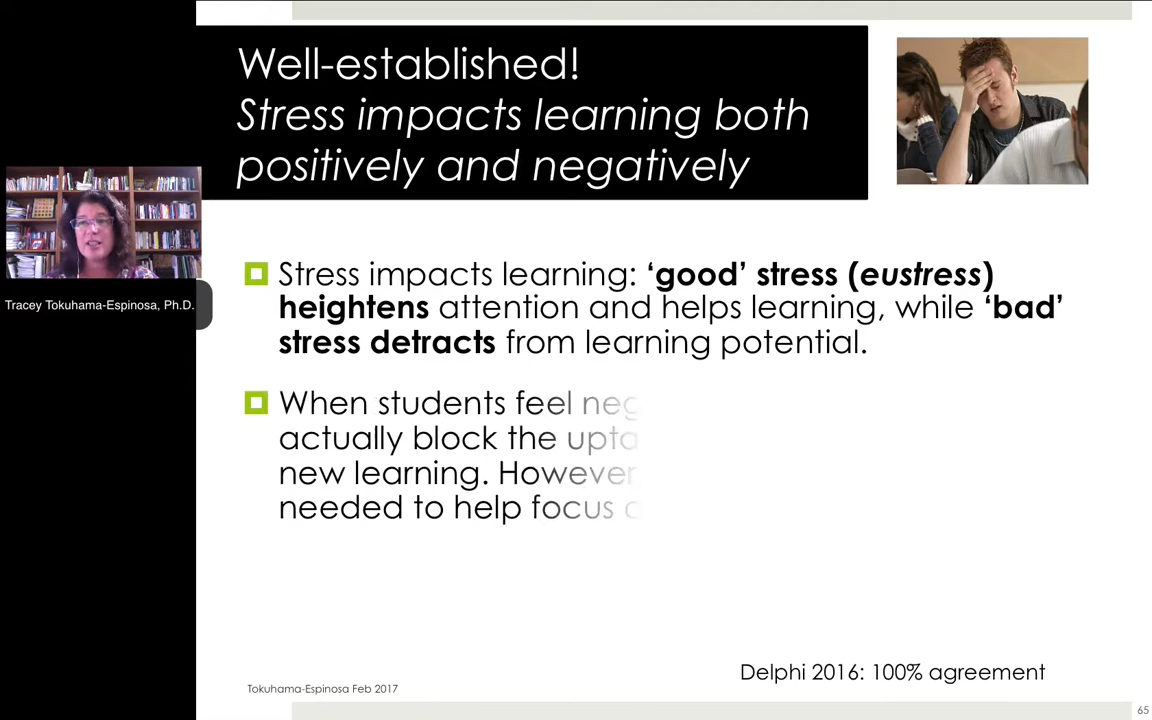 Well-established!
Stress impacts learning both
positively and negatively
Tracey Tokuhama-Espinosa, Ph.D.
Stress impacts learning: ‘good’ stress (eustress)
heightens attention and helps learning, while ‘bad’
stress detracts from learning potential.
When students feel
actually block the
new learning. However
needed to help focus
Delphi 2016: 100% agreement
Tokuhama-Espinosa Feb 2017
65